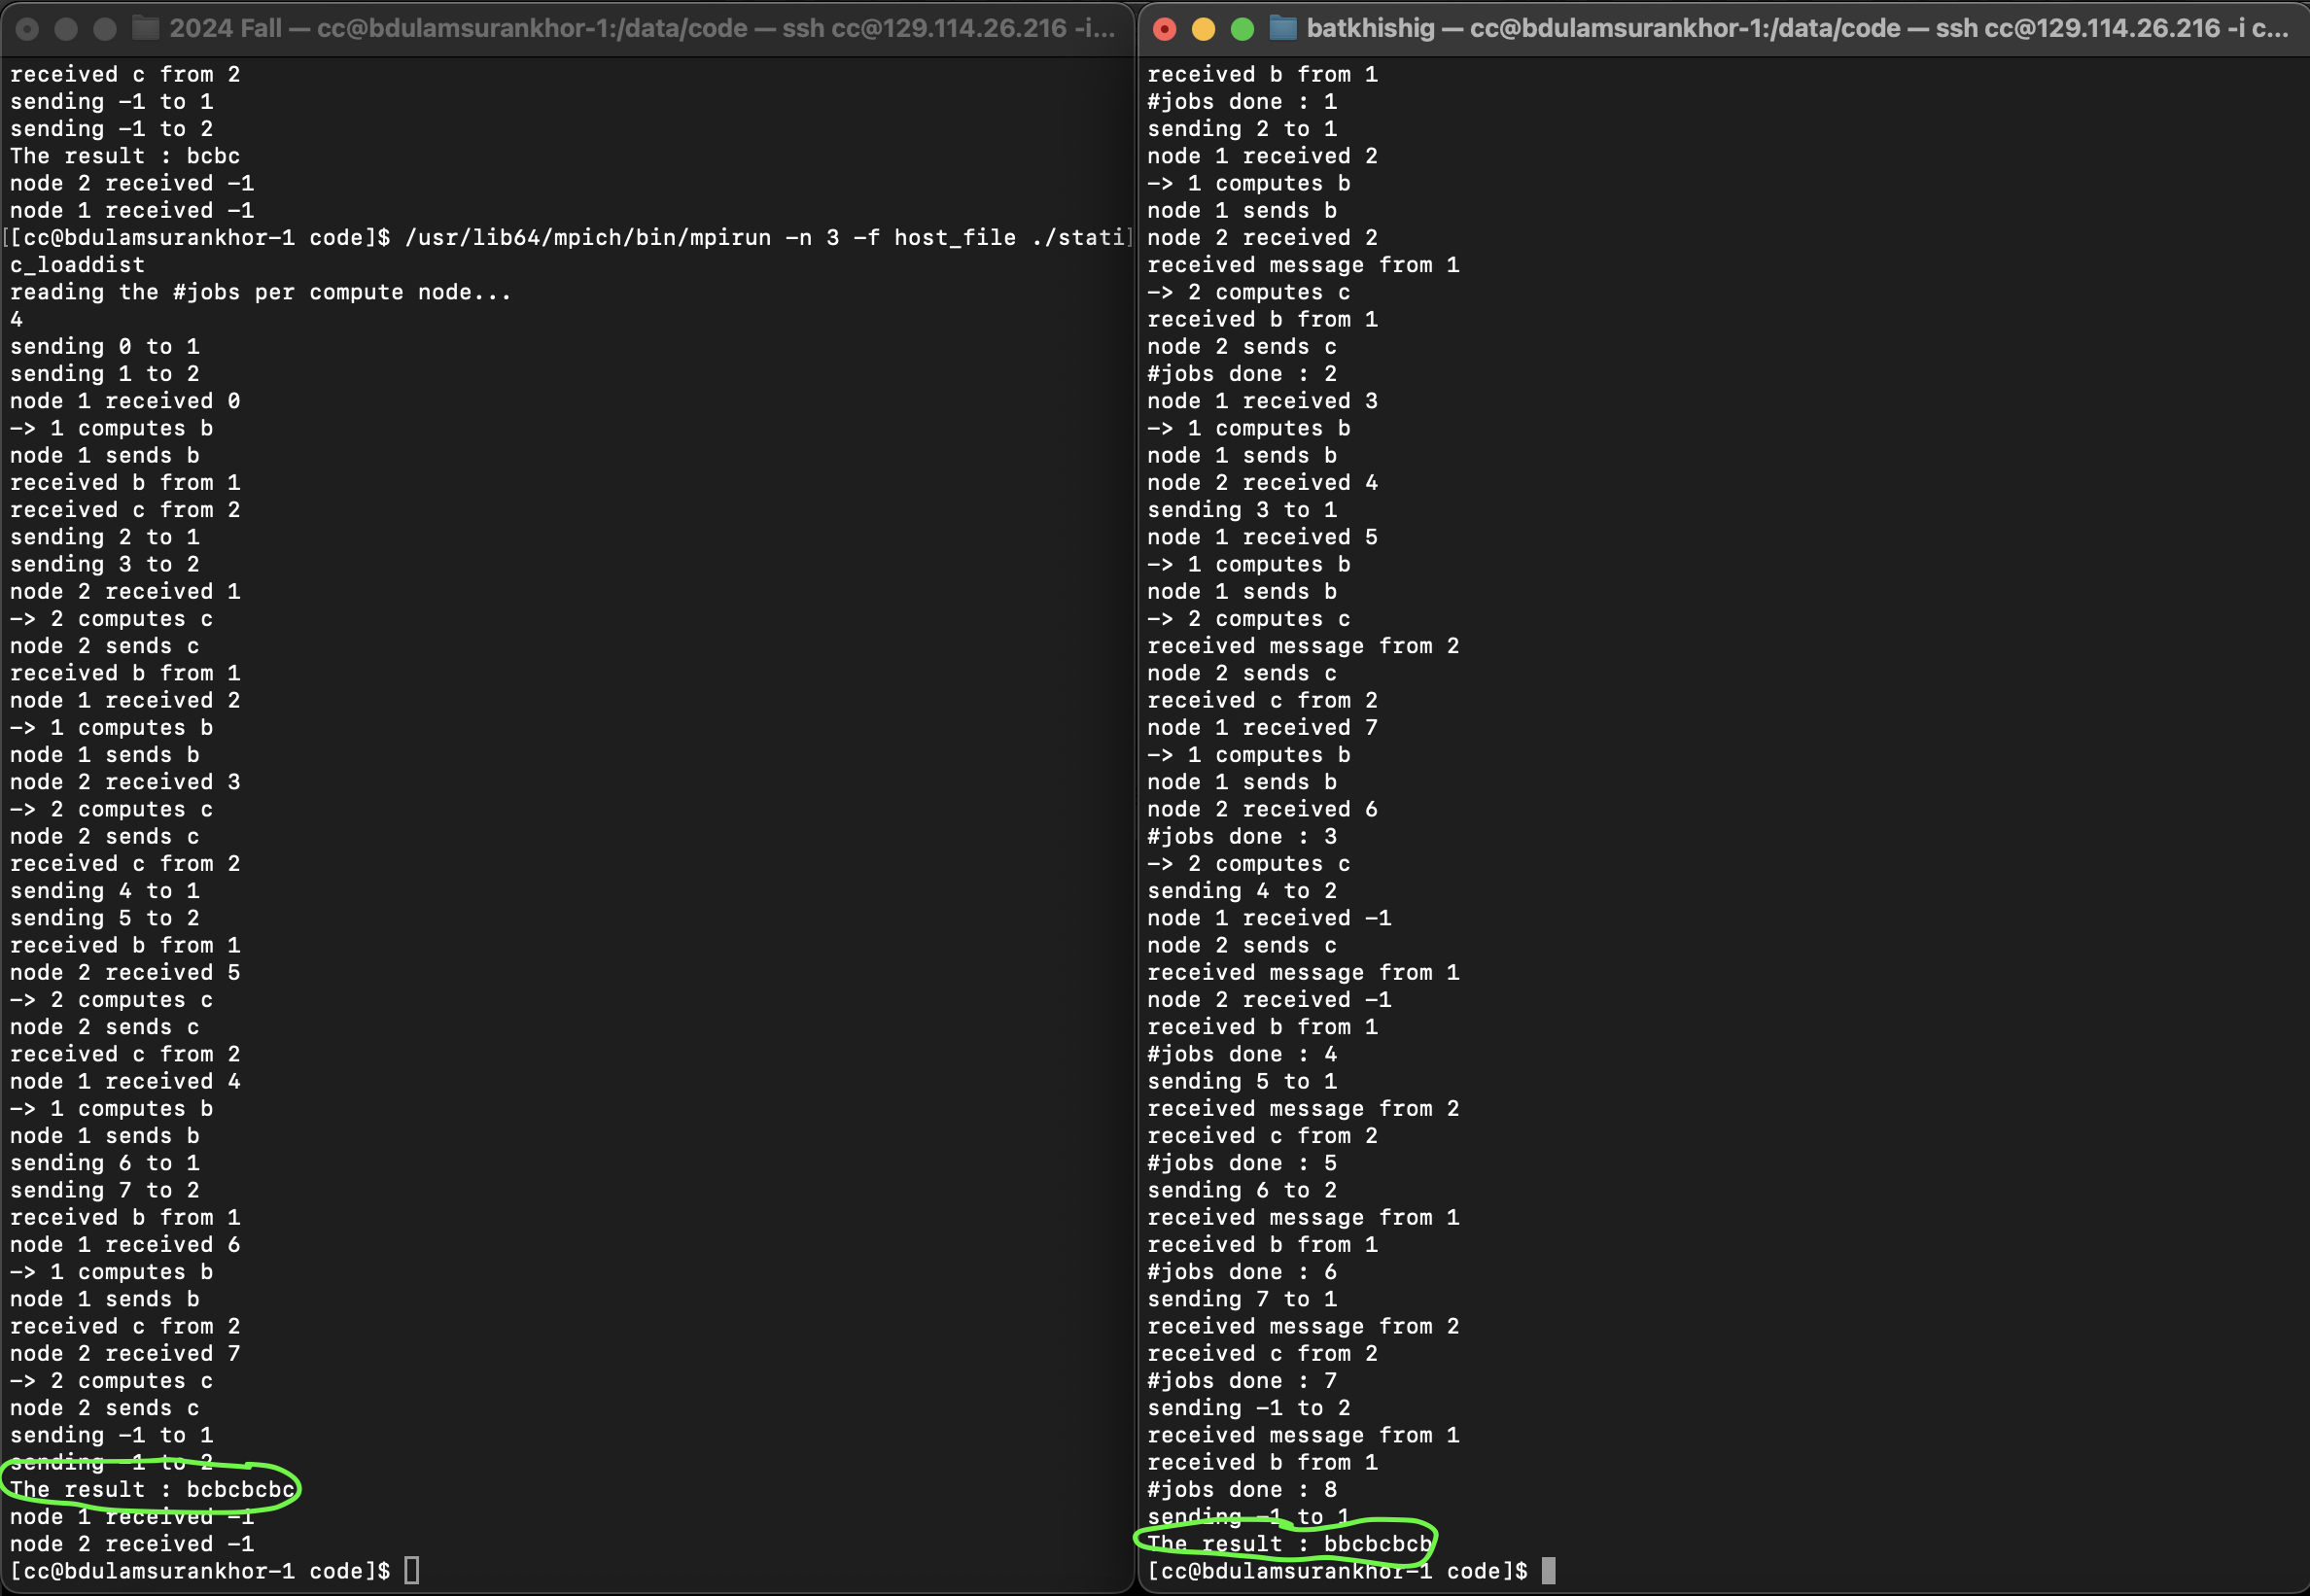 2024 Fall — cc@bdulamsurankhor-1:/data/code — ssh cc@129.114.26.216 -i...
received c from 2
sending -1 to 1
sending -1 to 2
The result : bcbc
node 2 received -1
node 1 received -1
[[cc@bdulamsurankhor-1 code]$ /usr/lib64/mpich/bin/mpirun -n 3 -f host_file ./stati]
c_loaddist
reading the #jobs per compute node...
4
sending 0 to 1
sending 1 to 2
node 1 received 0
-> 1 computes b
node 1 sends b
received b from 1
received c from 2
sending 2 to 1
sending 3 to 2
node 2 received 1
-> 2 computes c
node 2 sends c
received b from 1
node 1 received 2
-> 1 computes b
node 1 sends b
node 2 received 3
-> 2 computes c
node 2 sends c
received c from 2
sending 4 to 1
sending 5 to 2
received b from 1
node 2 received 5
-> 2 computes c
node 2 sends c
received c from 2
node 1 received 4
-> 1 computes b
node 1 sends b
sending 6 to 1
sending 7 to 2
received b from 1
node 1 received 6
-> 1 computes b
node 1 sends b
received c from 2
node 2 received 7
-> 2 computes c
node 2 sends c
sending -1 to 1
sending -1 to 2
The result : bcbcbcbc
node 1 received -1
node 2 received -1
[cc@bdulamsurankhor-1 code]$
batkhishig — cc@bdulamsurankhor-1:/data/code — ssh cc@129.114.26.216 -i c...
received b from 1
#jobs done : 1
sending 2 to 1
node 1 received 2
-> 1 computes b
node 1 sends b
node 2 received 2
received message from 1
-> 2 computes c
received b from 1
node 2 sends c
#jobs done : 2
node 1 received 3
-> 1 computes b
node 1 sends b
node 2 received 4
sending 3 to 1
node 1 received 5
-> 1 computes b
node 1 sends b
-> 2 computes c
received message from 2
node 2 sends c
received c from 2
node 1 received 7
-> 1 computes b
node 1 sends b
node 2 received 6
#jobs done : 3
-> 2 computes c
sending 4 to 2
node 1 received -1
node 2 sends c
received message from 1
node 2 received -1
received b from 1
#jobs done : 4
sending 5 to 1
received message from 2
received c from 2
#jobs done : 5
sending 6 to 2
received message from 1
received b from 1
#jobs done : 6
sending 7 to 1
received message from 2
received c from 2
#jobs done : 7
sending -1 to 2
received message from 1
received b from 1
#jobs done : 8
sending -1 to 1
The result : bbcbcbcb
[cc@bdulamsurankhor-1 code]$